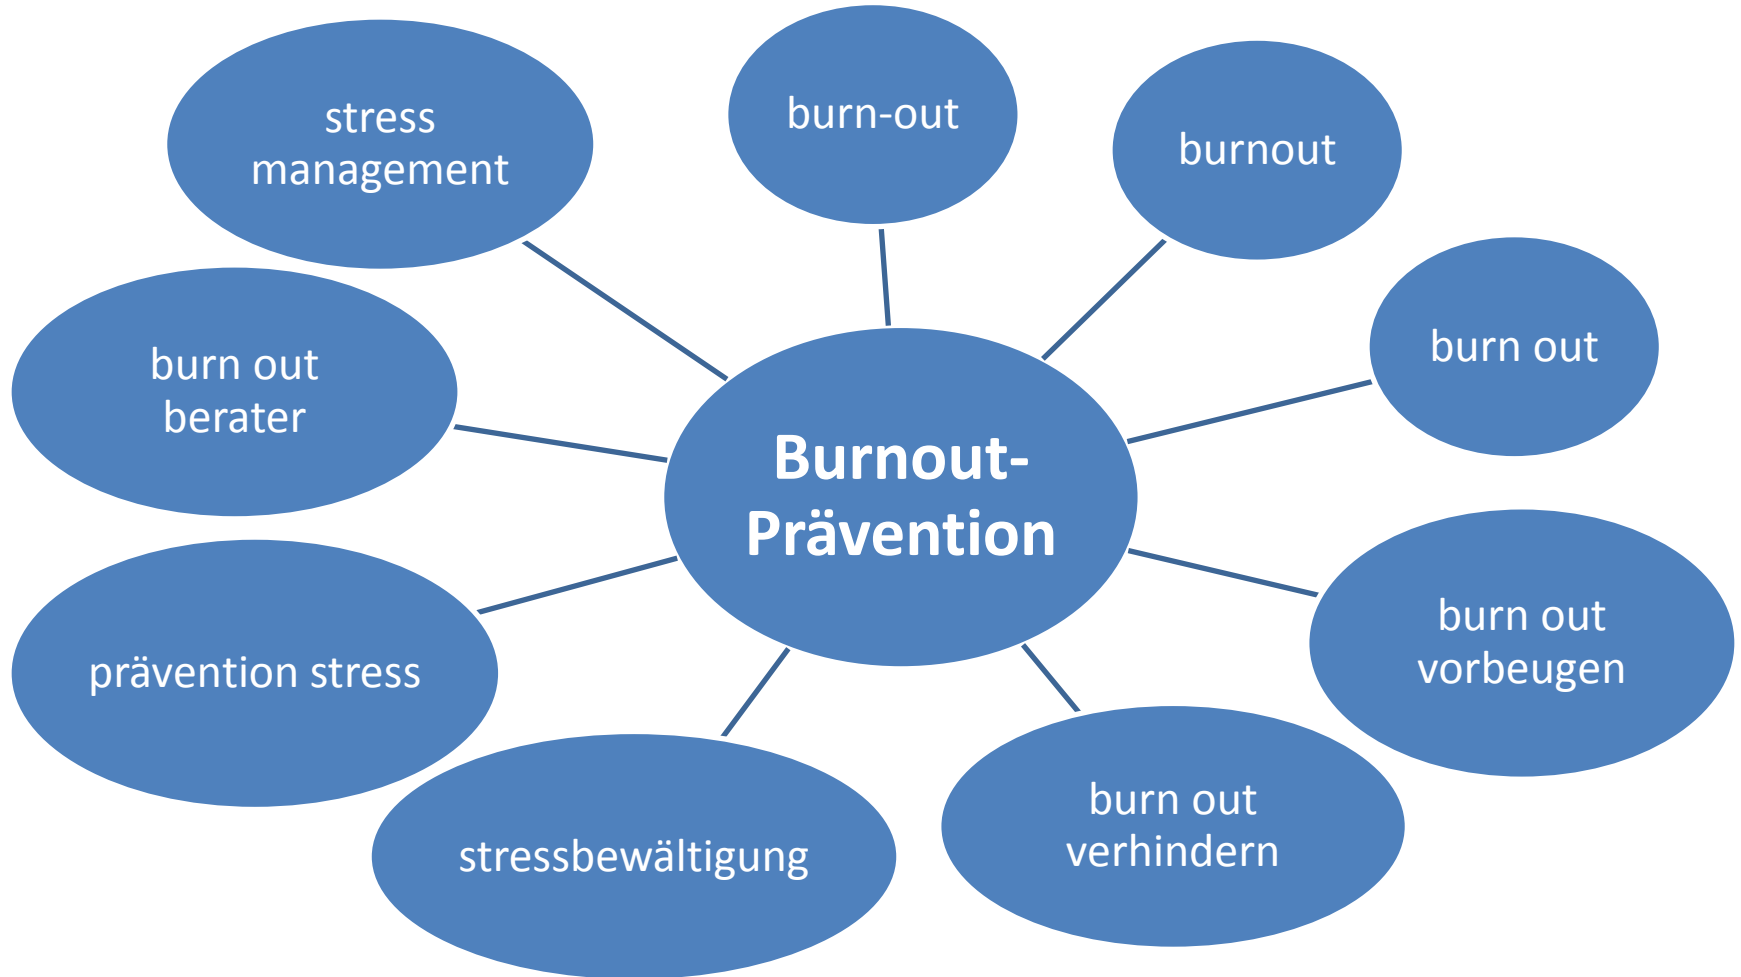 stress
management
burn-out
burnout
burn out
burn out
berater
Burnout-
Prävention
burn out
vorbeugen
prävention stress
burn out
verhindern
stressbewältigung